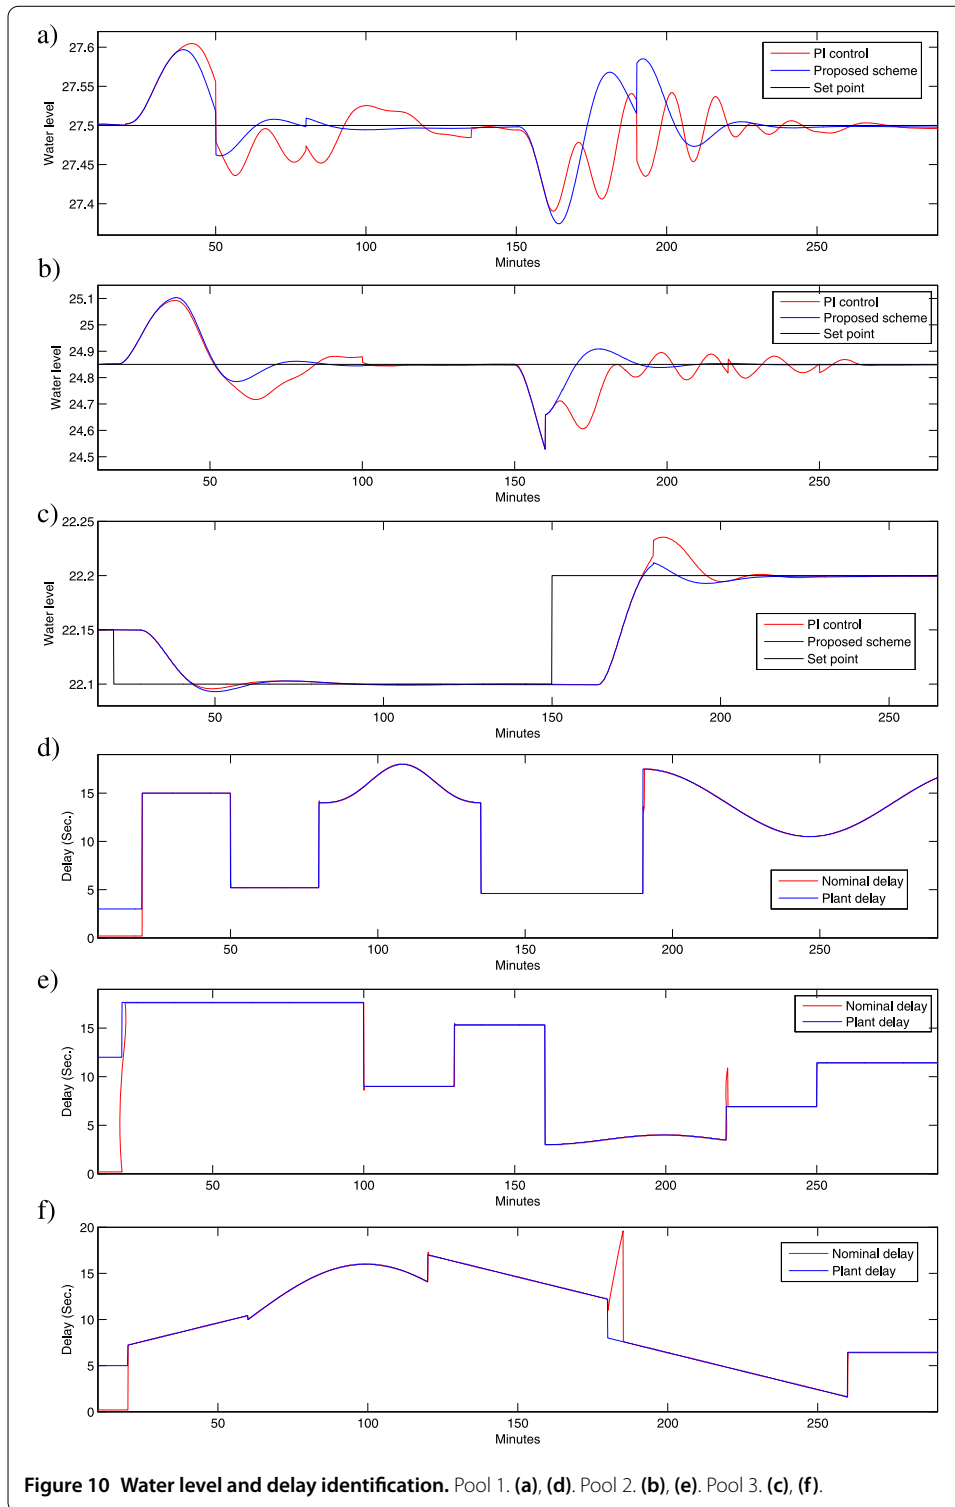 a)
27.6
27.55
27.5
27.45
27.4
Water level
PI control
Proposed scheme
Set point
50
100
150
200
250
Minutes
b)
25.1
25
24.9
24.8
24.7
24.6
24.5
Water level
PI control
Proposed scheme
Set point
50
100
150
200
250
Minutes
c)
22.25
22.2
22.15
22.1
Water level
PI control
Proposed scheme
Set point
50
100
150
200
250
Minutes
d)
15
10
5
0
Delay (Sec.)
Nominal delay
Plant delay
50
100
150
200
250
Minutes
e)
15
10
5
0
Delay (Sec.)
Nominal delay
Plant delay
50
100
150
200
250
Minutes
f)
20
15
10
5
0
Delay (Sec.)
Nominal delay
Plant delay
50
100
150
200
250
Minutes
Figure 10 Water level and delay identification. Pool 1. (a), (d). Pool 2. (b), (e). Pool 3. (c), (f).